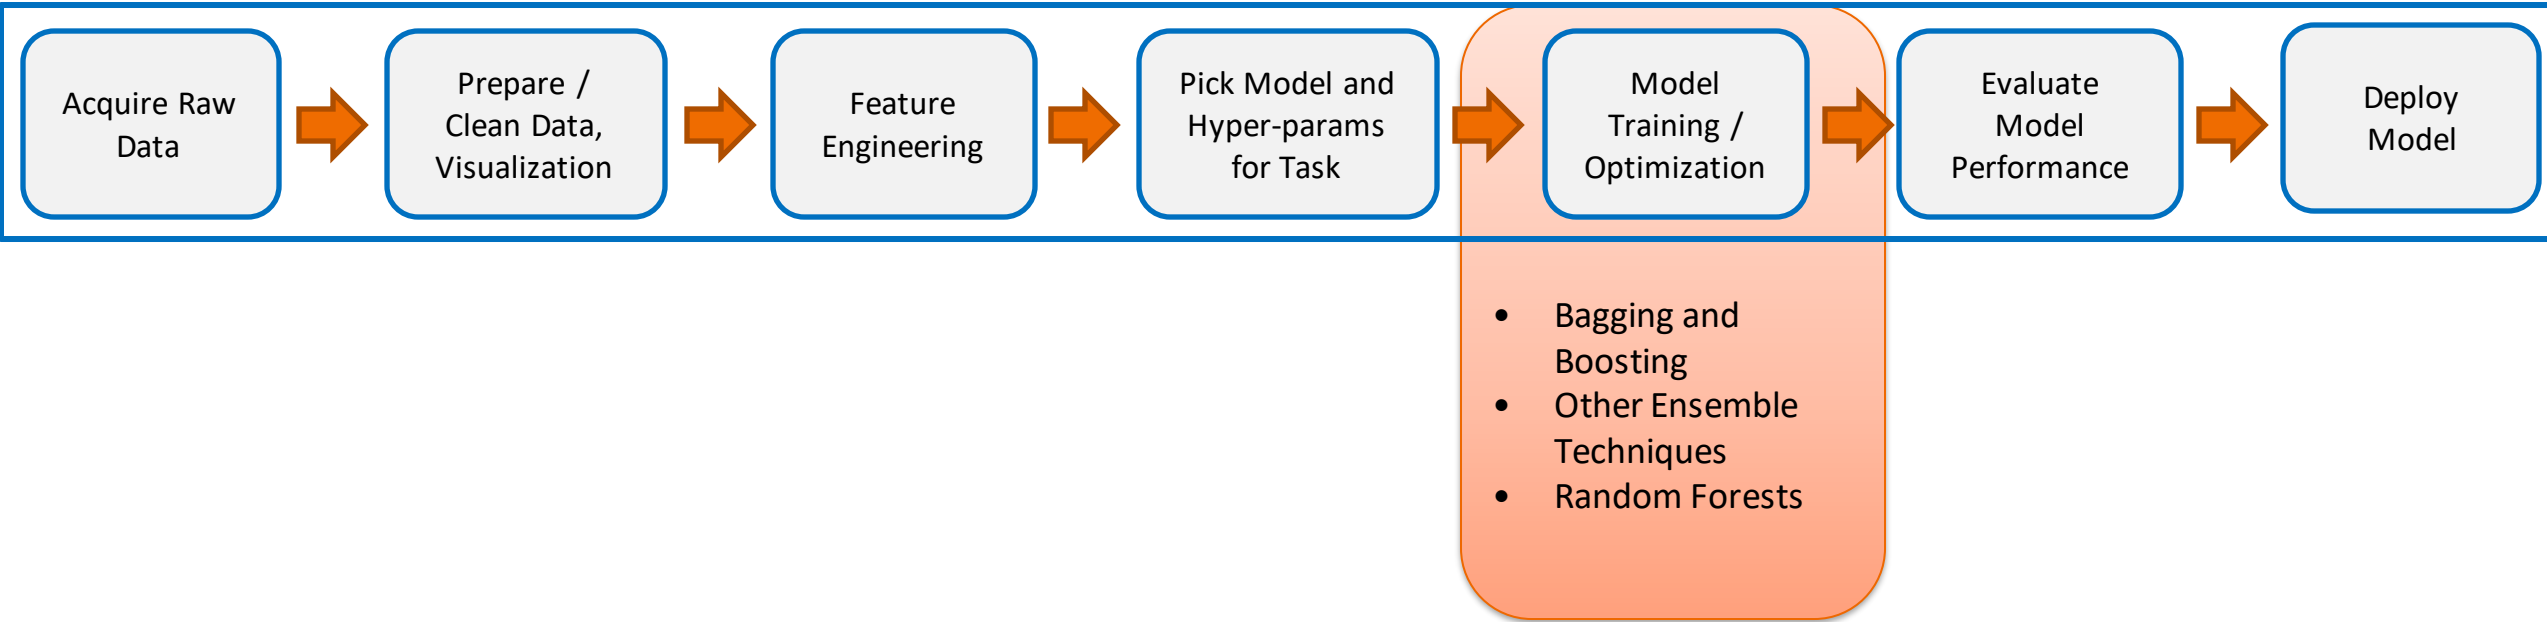 Acquire Raw
Data
Prepare /
Clean Data,
Visualization
Feature
Engineering
Pick Model and
Hyper-params
for Task
Model
Training /
Optimization
Evaluate
Model
Performance
Deploy
Model
• Bagging and
Boosting
• Other Ensemble
Techniques
• Random Forests